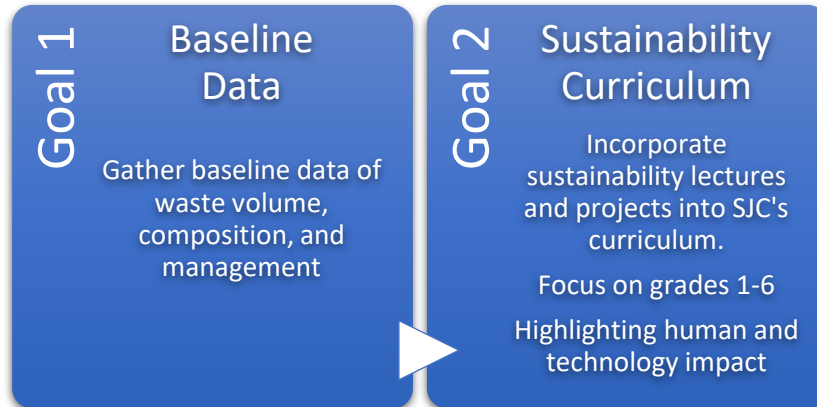 Goal 1
Baseline
Data
Gather baseline data of
waste volume,
composition, and
management
Goal 2
Sustainability
Curriculum
Incorporate
sustainability lectures
and projects into SJC's
curriculum.
Focus on grades 1-6
Highlighting human and
technology impact